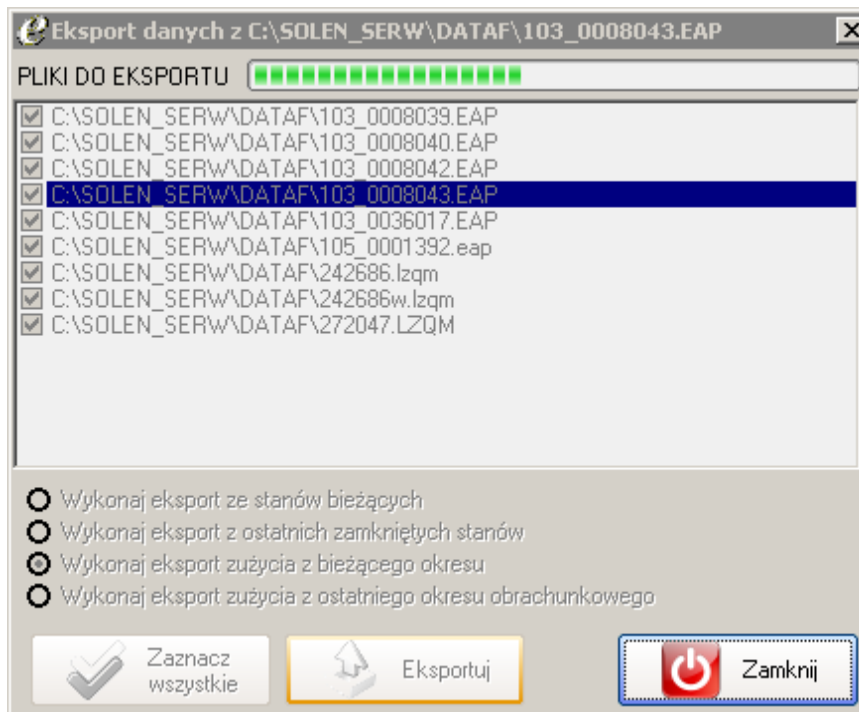 Eksport danych z C:\SOLEN_SERW\DATAF\103_0008043.EAP
PLIKI DO EKSPORTU
C:\SOLEN_SERW\DATAF\103_0008039.EAP
C:\SOLEN_SERW\DATAF\103_0008040.EAP
C:\SOLEN_SERW\DATAF\103_0008042.EAP
C:\SOLEN_SERW\DATAF\103_0008043.EAP
C:\SOLEN_SERW\DATAF\103_0036017.EAP
C:\SOLEN_SERW\DATAF\105_0001392.eap
C:\SOLEN_SERW\DATAF\242686.lzqm
C:\SOLEN_SERW\DATAF\242686w.lzqm
C:\SOLEN_SERW\DATAF\272047.LZQM
Wykonaj eksport ze stanów bieżących
Wykonaj eksport z ostatnich zamkniętych stanów
Wykonaj eksport zużycia z bieżącego okresu
Wykonaj eksport zużycia z ostatniego okresu obrachunkowego
Zaznacz
wszystkie
Eksportuj
Zamknij